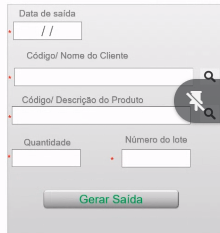 Data de saída
* / /
Código/ Nome do Cliente
*
Código/ Descrição do Produto
*
Quantidade Número do lote
* *
Gerar Saída